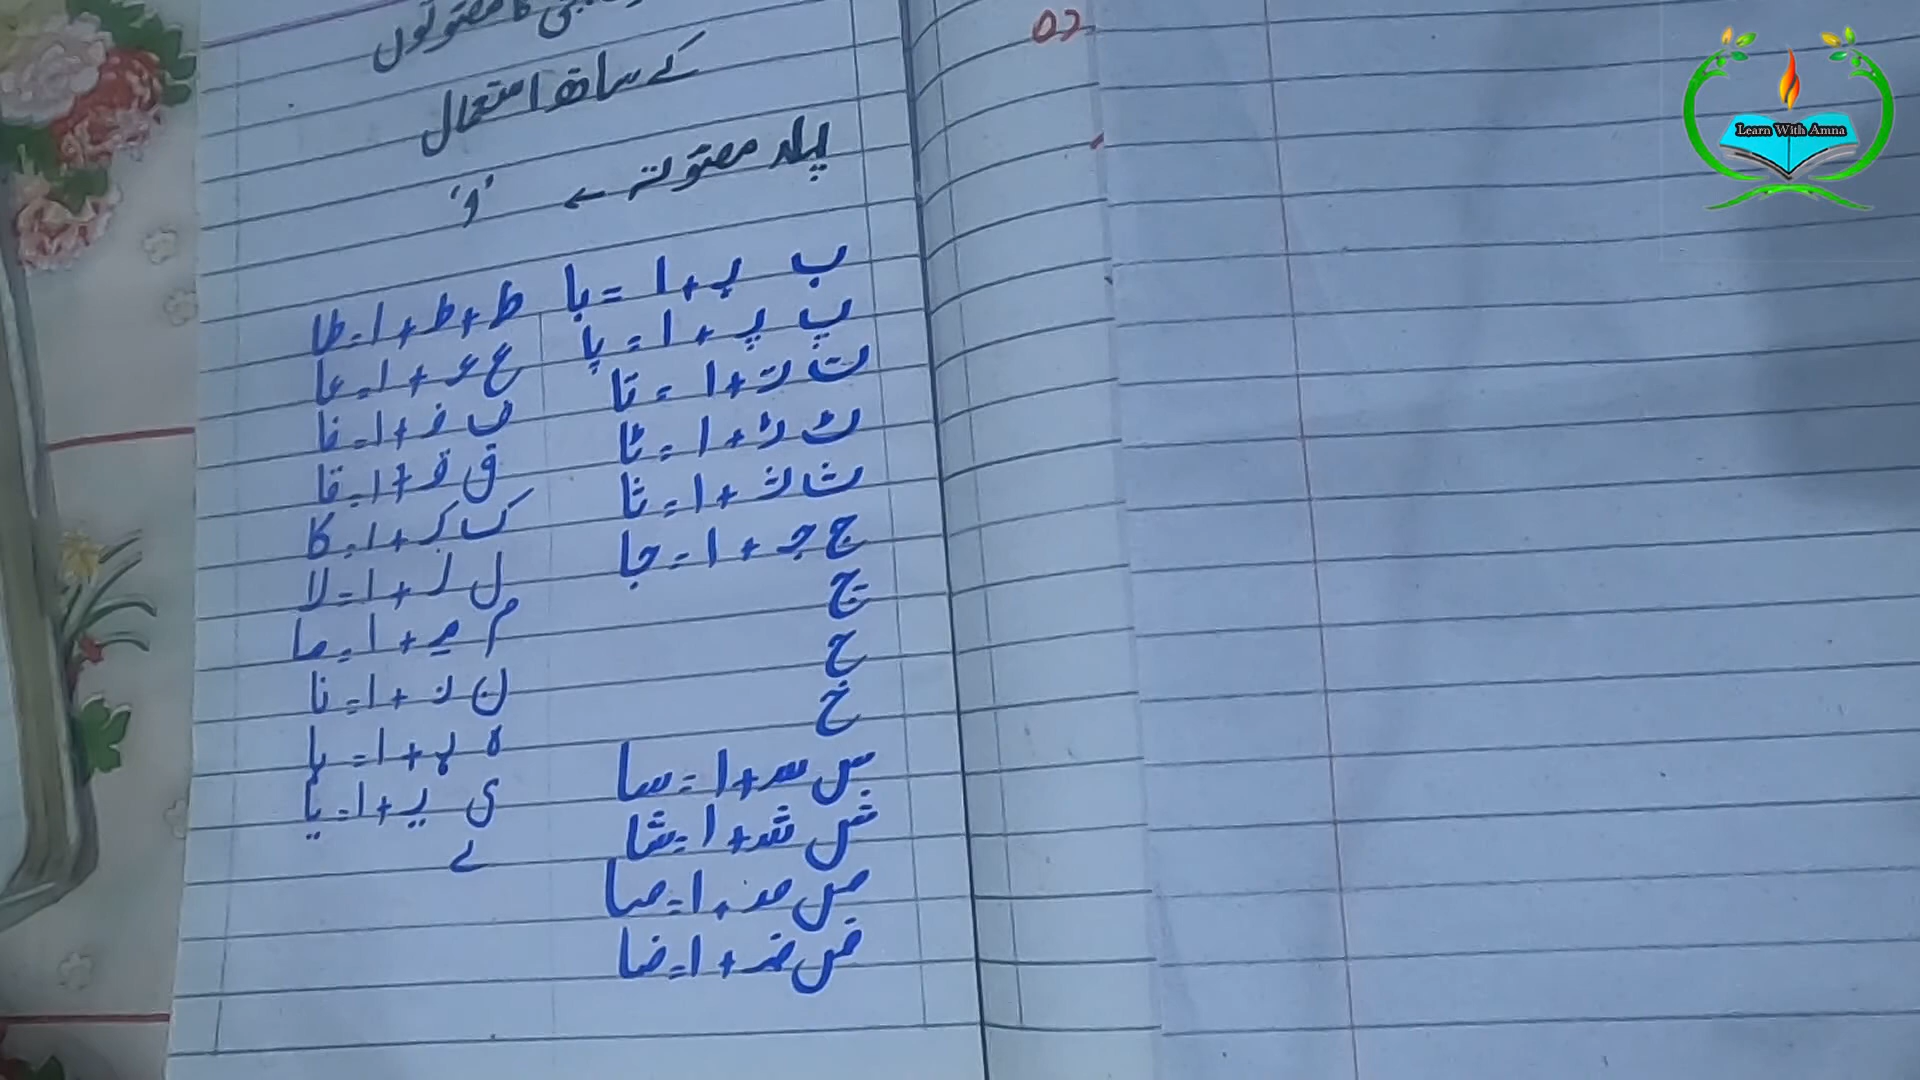 کے ساتھ استعمال
پہلا مصوتہ ← 'و'
ب بـ + ا = با
پ پـ + ا = پا
ت تـ + ا = تا
ٹ ٹـ + ا = ٹا
ث ثـ + ا = ثا
ج جـ + ا = جا
چ
ح
خ
س سـ + ا = سا
ش شـ + ا = شا
ص صـ + ا = صا
ض ضـ + ا = ضا
ط + ط + ا = طا
ع عـ + ا = عا
ف فـ + ا = فا
ق قـ + ا = قا
ک کـ + ا = کا
ل لـ + ا = لا
م مـ + ا = ما
ن نـ + ا = نا
ہ ہـ + ا = ہا
ی یـ + ا = یا
ے
Learn With Amna